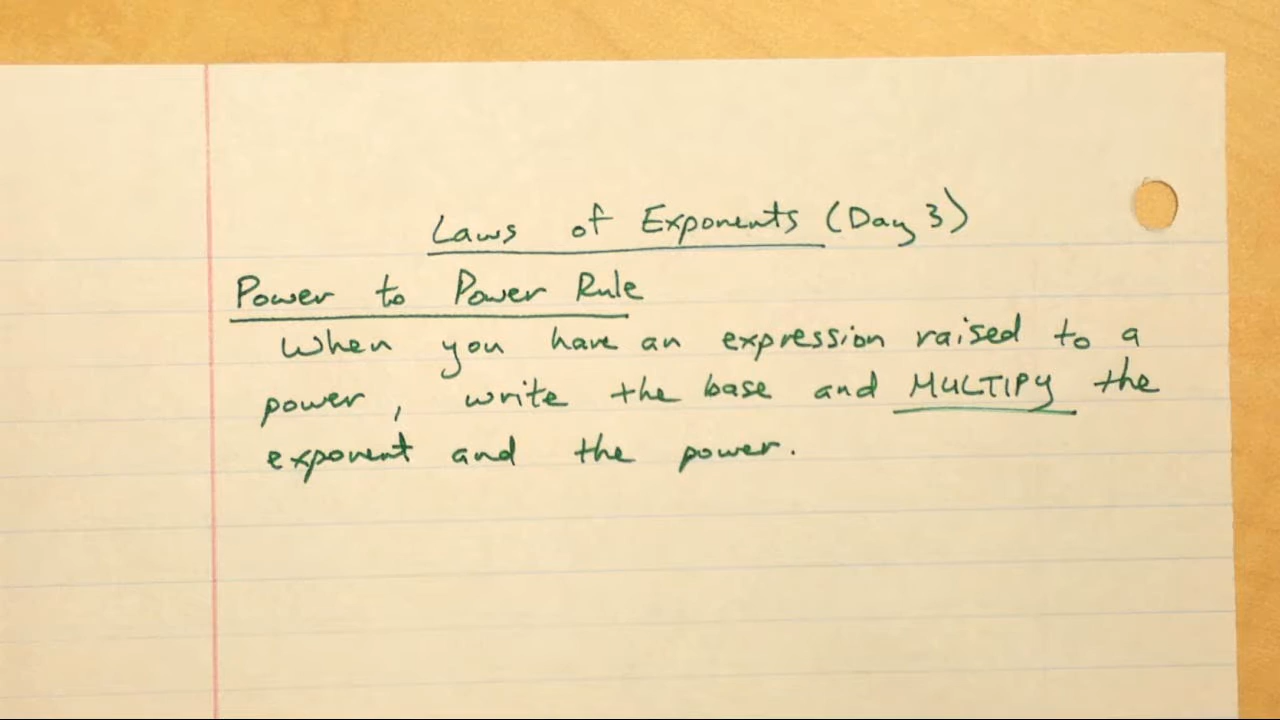 Laws of Exponents (Day 3)
Power to Power Rule
When you have an expression raised to a
power, write the base and MULTIPY the
exponent and the power.